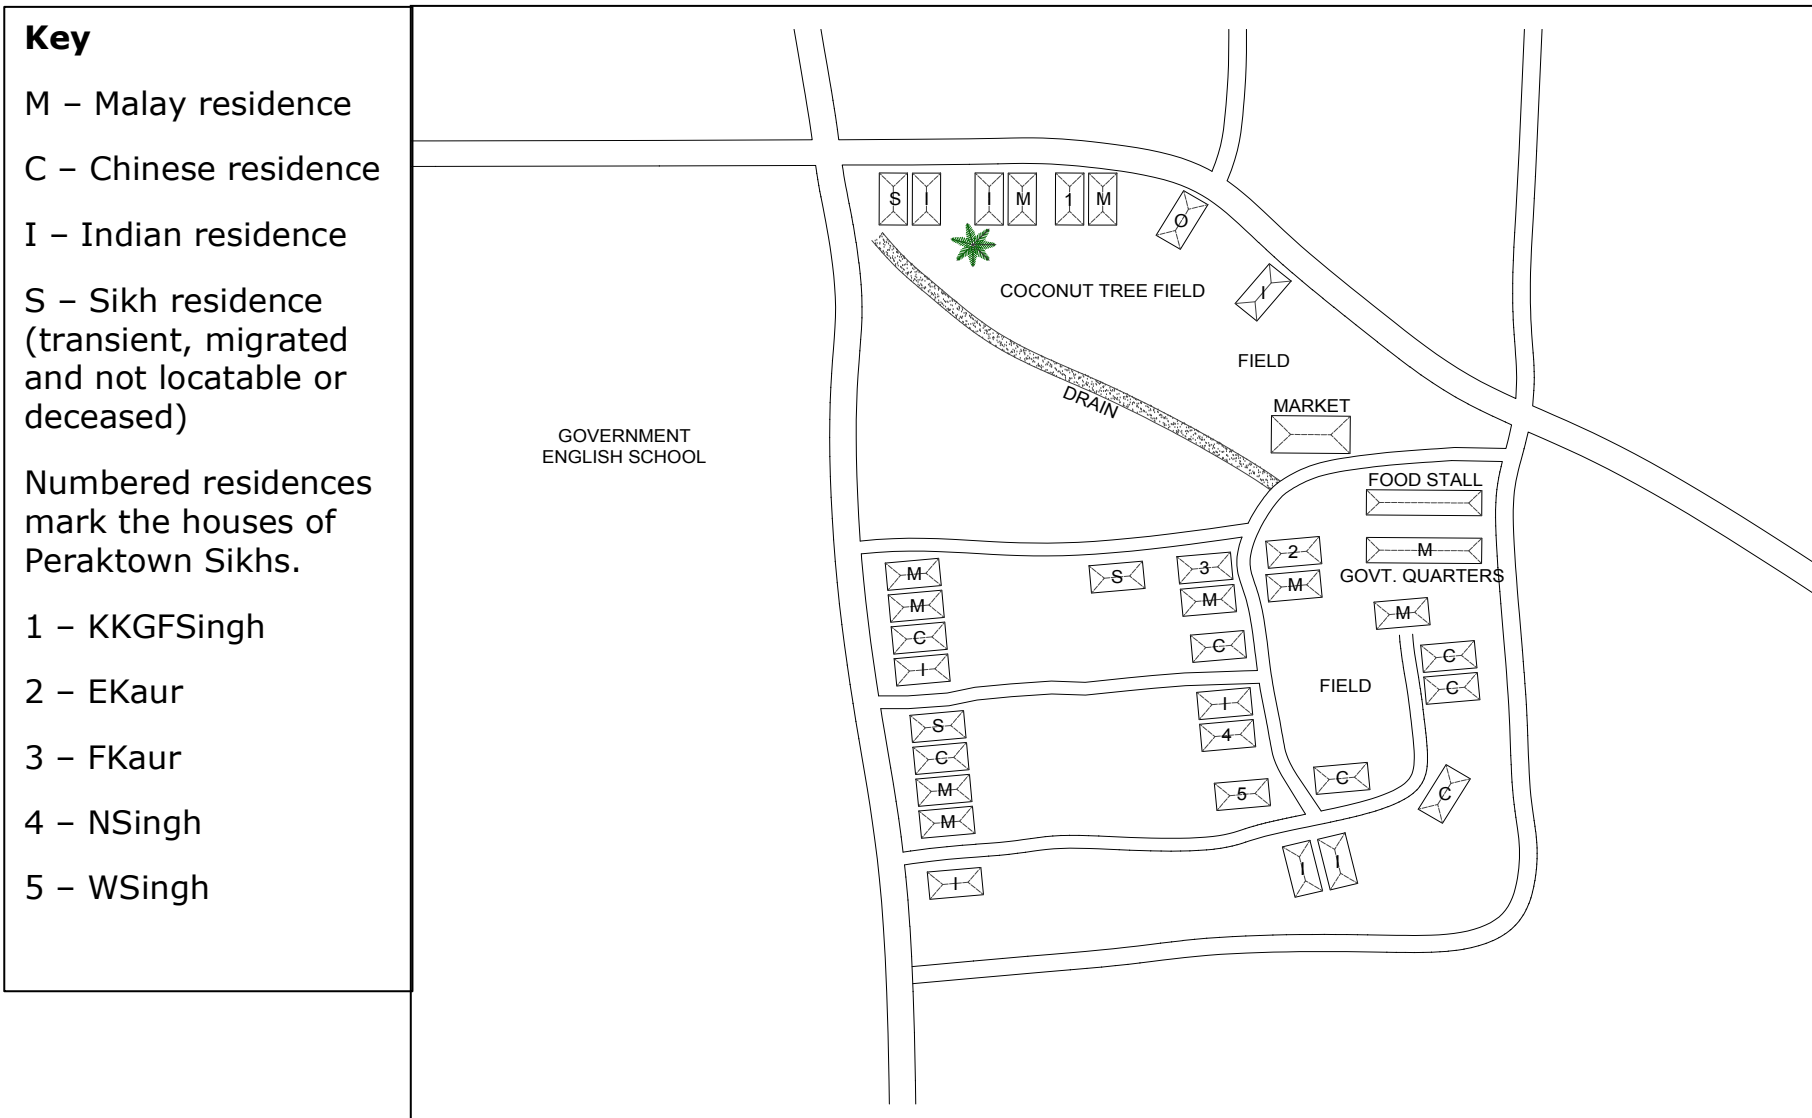 Key
M – Malay residence
C – Chinese residence
I – Indian residence
S – Sikh residence
(transient, migrated
and not locatable or
deceased)
Numbered residences
mark the houses of
Peraktown Sikhs.
1 – KKGFSingh
2 – EKaur
3 – FKaur
4 – NSingh
5 – WSingh
S I I M 1 M
O
COCONUT TREE FIELD
I
FIELD
DRAIN
MARKET
GOVERNMENT
ENGLISH SCHOOL
FOOD STALL
M
GOVT. QUARTERS
2
M
M
S
3
M
C
M
M
C
I
M
C
C
FIELD
I
4
5
S
C
M
M
C
C
I I
I